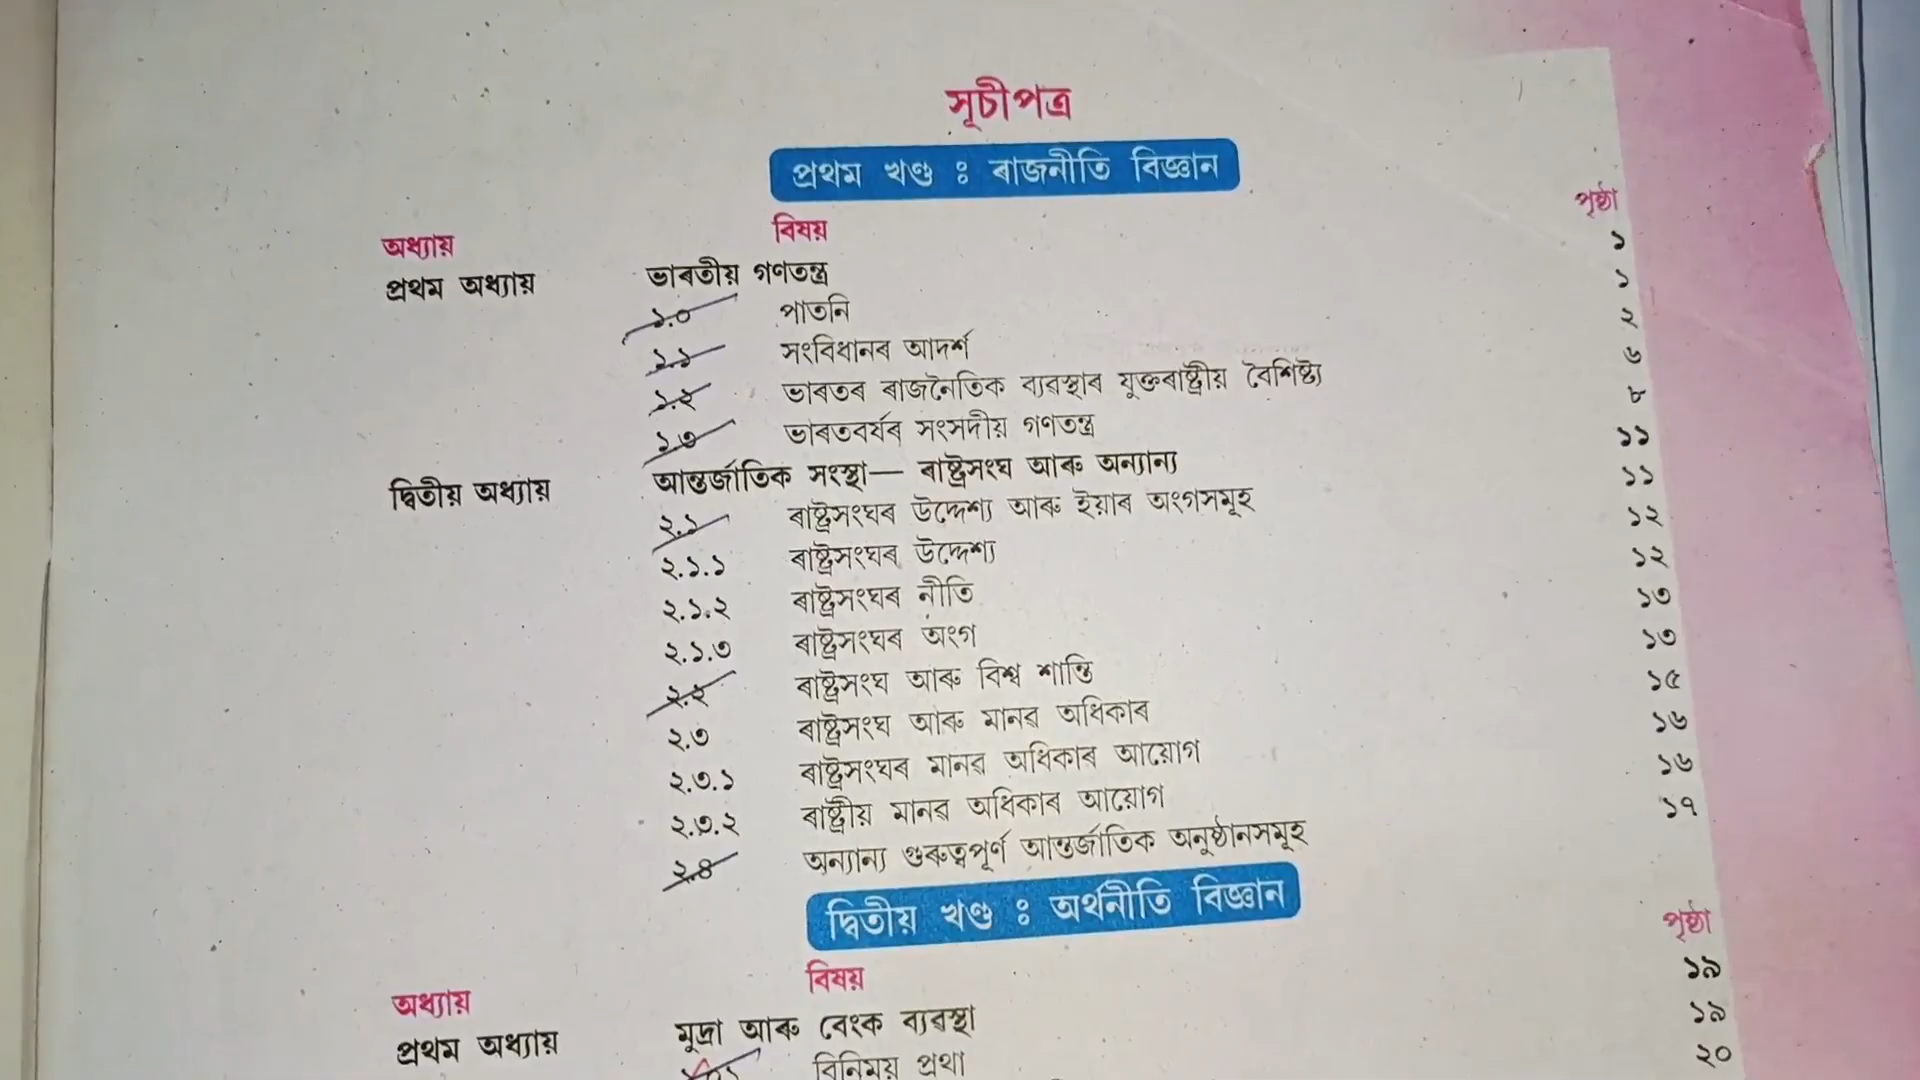 সূচীপত্ৰ
প্ৰথম খণ্ড : ৰাজনীতি বিজ্ঞান
অধ্যায় বিষয় পৃষ্ঠা
প্ৰথম অধ্যায় ভাৰতীয় গণতন্ত্ৰ ১
১.০ পাতনি ১
১.১ সংবিধানৰ আদৰ্শ ২
১.২ ভাৰতৰ ৰাজনৈতিক ব্যৱস্থাৰ যুক্তৰাষ্ট্ৰীয় বৈশিষ্ট্য ৬
১.৩ ভাৰতবৰ্ষৰ সংসদীয় গণতন্ত্ৰ ৮
দ্বিতীয় অধ্যায় আন্তৰ্জাতিক সংস্থা— ৰাষ্ট্ৰসংঘ আৰু অন্যান্য ১১
২.১ ৰাষ্ট্ৰসংঘৰ উদ্দেশ্য আৰু ইয়াৰ অংগসমূহ ১১
২.১.১ ৰাষ্ট্ৰসংঘৰ উদ্দেশ্য ১২
২.১.২ ৰাষ্ট্ৰসংঘৰ নীতি ১২
২.১.৩ ৰাষ্ট্ৰসংঘৰ অংগ ১৩
২.২ ৰাষ্ট্ৰসংঘ আৰু বিশ্ব শান্তি ১৩
২.৩ ৰাষ্ট্ৰসংঘ আৰু মানৱ অধিকাৰ ১৫
২.৩.১ ৰাষ্ট্ৰসংঘৰ মানৱ অধিকাৰ আয়োগ ১৬
২.৩.২ ৰাষ্ট্ৰীয় মানৱ অধিকাৰ আয়োগ ১৬
২.৪ অন্যান্য গুৰুত্বপূৰ্ণ আন্তৰ্জাতিক অনুষ্ঠানসমূহ ১৭
দ্বিতীয় খণ্ড : অৰ্থনীতি বিজ্ঞান
অধ্যায় বিষয় পৃষ্ঠা
প্ৰথম অধ্যায় মুদ্ৰা আৰু বেংক ব্যৱস্থা ১৯
বিনিময় প্ৰথা ১৯
২০